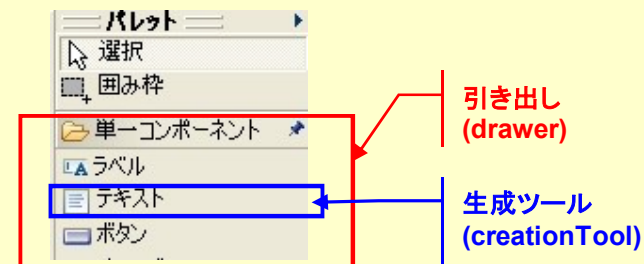 パレット
選択
囲み枠
単一コンポーネント
ラベル
テキスト
ボタン
引き出し
(drawer)
生成ツール
(creationTool)